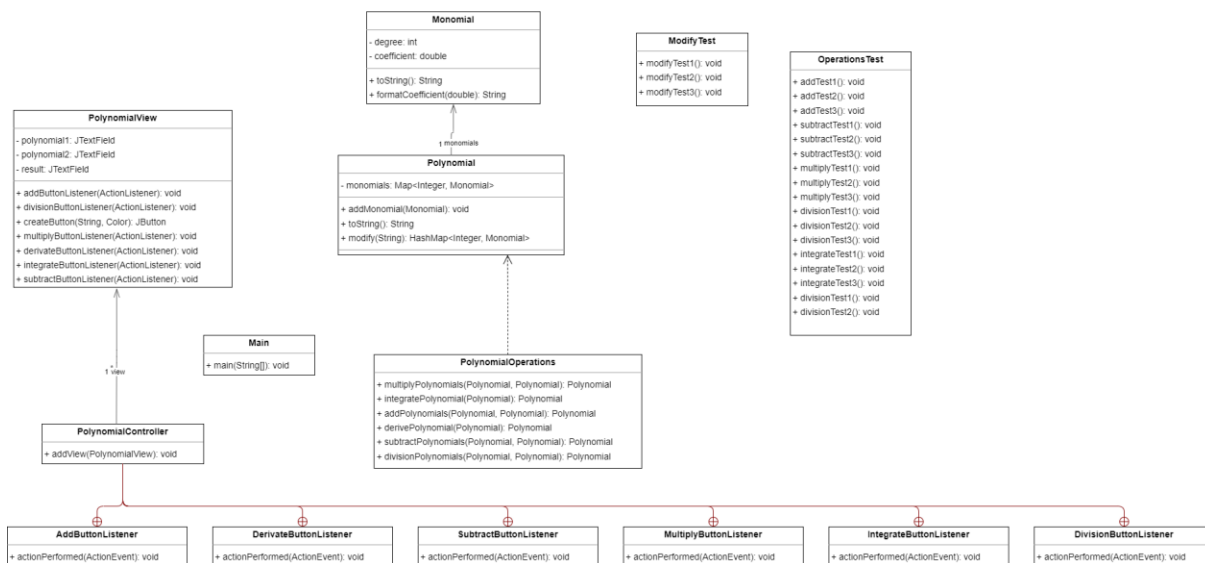 Monomial
- degree: int
- coefficient: double
+ toString(): String
+ formatCoefficient(double): String
ModifyTest
+ modifyTest1(): void
+ modifyTest2(): void
+ modifyTest3(): void
OperationsTest
+ addTest1(): void
+ addTest2(): void
+ addTest3(): void
+ subtractTest1(): void
+ subtractTest2(): void
+ subtractTest3(): void
+ multiplyTest1(): void
+ multiplyTest2(): void
+ multiplyTest3(): void
+ divisionTest1(): void
+ divisionTest2(): void
+ divisionTest3(): void
+ integrateTest1(): void
+ integrateTest2(): void
+ integrateTest3(): void
+ divisionTest1(): void
+ divisionTest2(): void
PolynomialView
- polynomial1: JTextField
- polynomial2: JTextField
- result: JTextField
+ addButtonListener(ActionListener): void
+ divisionButtonListener(ActionListener): void
+ createButton(String, Color): JButton
+ multiplyButtonListener(ActionListener): void
+ derivateButtonListener(ActionListener): void
+ integrateButtonListener(ActionListener): void
+ subtractButtonListener(ActionListener): void
1 monomials
Polynomial
- monomials: Map<Integer, Monomial>
+ addMonomial(Monomial): void
+ toString(): String
+ modify(String): HashMap<Integer, Monomial>
Main
+ main(String[]): void
1 view
PolynomialOperations
+ multiplyPolynomials(Polynomial, Polynomial): Polynomial
+ integratePolynomial(Polynomial): Polynomial
+ addPolynomials(Polynomial, Polynomial): Polynomial
+ derivePolynomial(Polynomial): Polynomial
+ subtractPolynomials(Polynomial, Polynomial): Polynomial
+ divisionPolynomials(Polynomial, Polynomial): Polynomial
PolynomialController
+ addView(PolynomialView): void
AddButtonListener
+ actionPerformed(ActionEvent): void
DerivateButtonListener
+ actionPerformed(ActionEvent): void
SubtractButtonListener
+ actionPerformed(ActionEvent): void
MultiplyButtonListener
+ actionPerformed(ActionEvent): void
IntegrateButtonListener
+ actionPerformed(ActionEvent): void
DivisionButtonListener
+ actionPerformed(ActionEvent): void